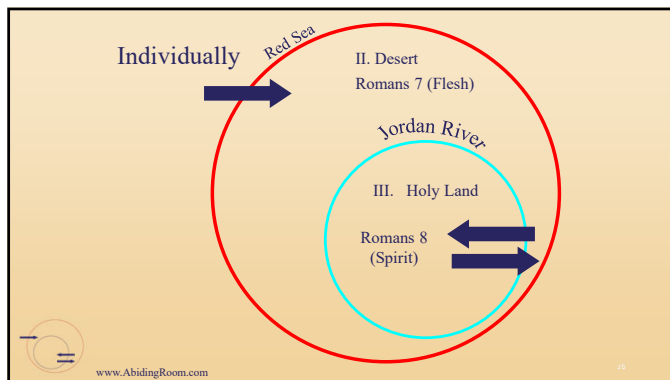 Red Sea
Individually
II. Desert
Romans 7 (Flesh)
Jordan River
III. Holy Land
Romans 8
(Spirit)
www.AbidingRoom.com